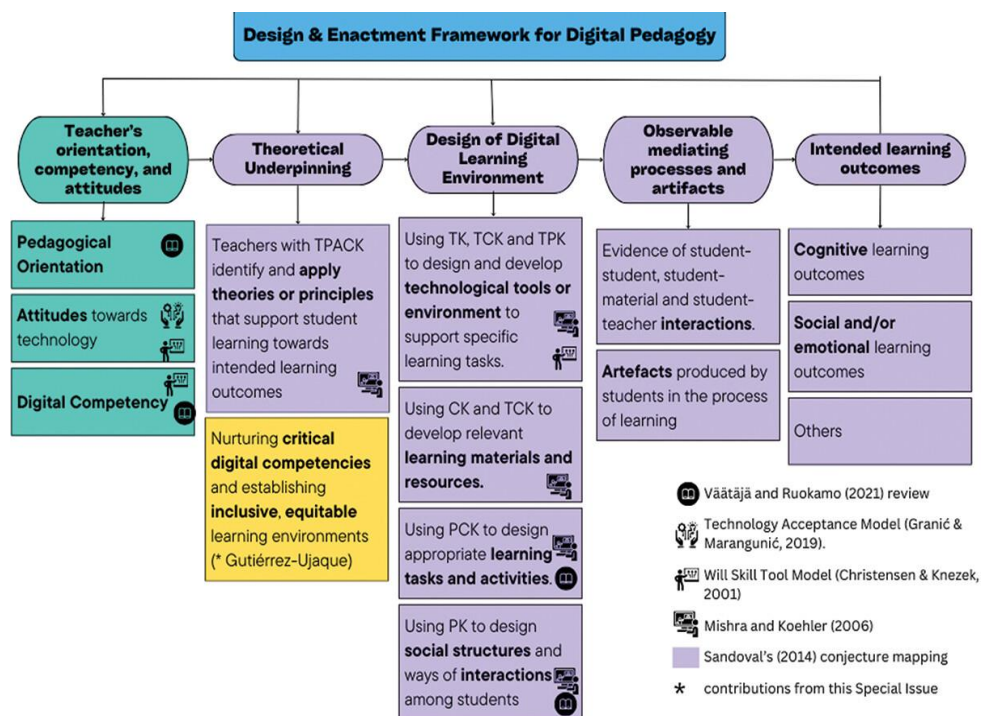 Design & Enactment Framework for Digital Pedagogy
Teacher's
orientation,
competency, and
attitudes
Theoretical
Underpinning
Design of Digital
Learning
Environment
Observable
mediating
processes and
artifacts
Intended learning
outcomes
Pedagogical
Orientation
Attitudes towards
technology
Digital Competency
Teachers with TPACK
identify and apply
theories or principles
that support student
learning towards
intended learning
outcomes
Nurturing critical
digital competencies
and establishing
inclusive, equitable
learning environments
(* Gutiérrez-Ujaque)
Using TK, TCK and TPK
to design and develop
technological tools or
environment to
support specific
learning tasks.
Using CK and TCK to
develop relevant
learning materials and
resources.
Using PCK to design
appropriate learning
tasks and activities.
Using PK to design
social structures and
ways of interactions
among students
Evidence of student-
student, student-
material and student-
teacher interactions.
Artefacts produced by
students in the process
of learning
Cognitive learning
outcomes
Social and/or
emotional learning
outcomes
Others
Väätäjä and Ruokamo (2021) review
Technology Acceptance Model (Granić &
Marangunić, 2019).
Will Skill Tool Model (Christensen & Knezek,
2001)
Mishra and Koehler (2006)
Sandoval's (2014) conjecture mapping
* contributions from this Special Issue